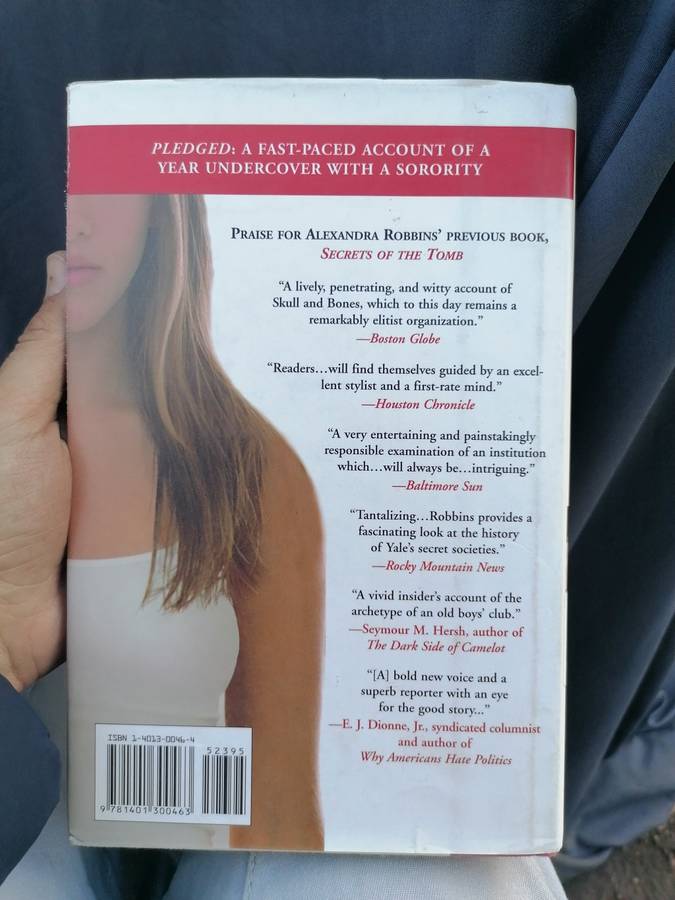 PLEDGED: A FAST-PACED ACCOUNT OF A
YEAR UNDERCOVER WITH A SORORITY
PRAISE FOR ALEXANDRA ROBBINS' PREVIOUS BOOK,
SECRETS OF THE TOMB
“A lively, penetrating, and witty account of
Skull and Bones, which to this day remains a
remarkably elitist organization.”
—Boston Globe
“Readers…will find themselves guided by an excel-
lent stylist and a first-rate mind.”
—Houston Chronicle
“A very entertaining and painstakingly
responsible examination of an institution
which…will always be…intriguing.”
—Baltimore Sun
“Tantalizing…Robbins provides a
fascinating look at the history
of Yale’s secret societies.”
—Rocky Mountain News
“A vivid insider’s account of the
archetype of an old boys’ club.”
—Seymour M. Hersh, author of
The Dark Side of Camelot
“[A] bold new voice and a
superb reporter with an eye
for the good story...”
—E. J. Dionne, Jr., syndicated columnist
and author of
Why Americans Hate Politics
ISBN 1-4013-0046-4
52395
9 781401 300463